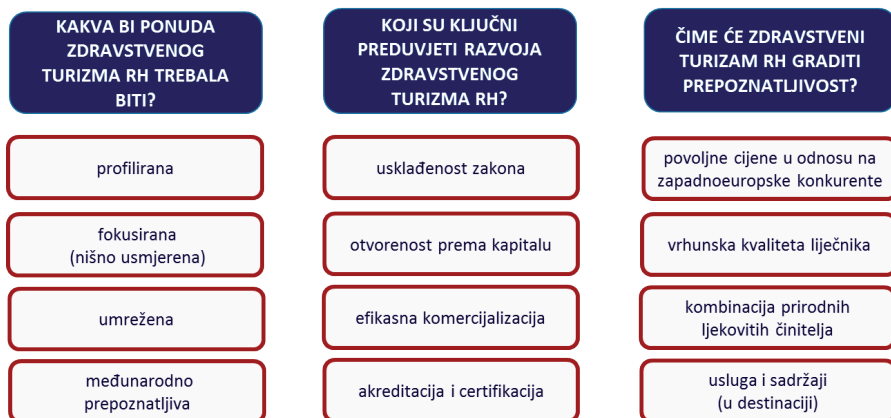 KAKVA BI PONUDA
ZDRAVSTVENOG
TURIZMA RH TREBALA
BITI?
profilirana
fokusirana
(nišno usmjerena)
umrežena
međunarodno
prepoznatljiva
KOJI SU KLJUČNI
PREDUVJETI RAZVOJA
ZDRAVSTVENOG
TURIZMA RH?
usklađenost zakona
otvorenost prema kapitalu
efikasna komercijalizacija
akreditacija i certifikacija
ČIME ĆE ZDRAVSTVENI
TURIZAM RH GRADITI
PREPOZNATLJIVOST?
povoljne cijene u odnosu na
zapadnoeuropske konkurente
vrhunska kvaliteta liječnika
kombinacija prirodnih
ljekovitih činitelja
usluga i sadržaji
(u destinaciji)